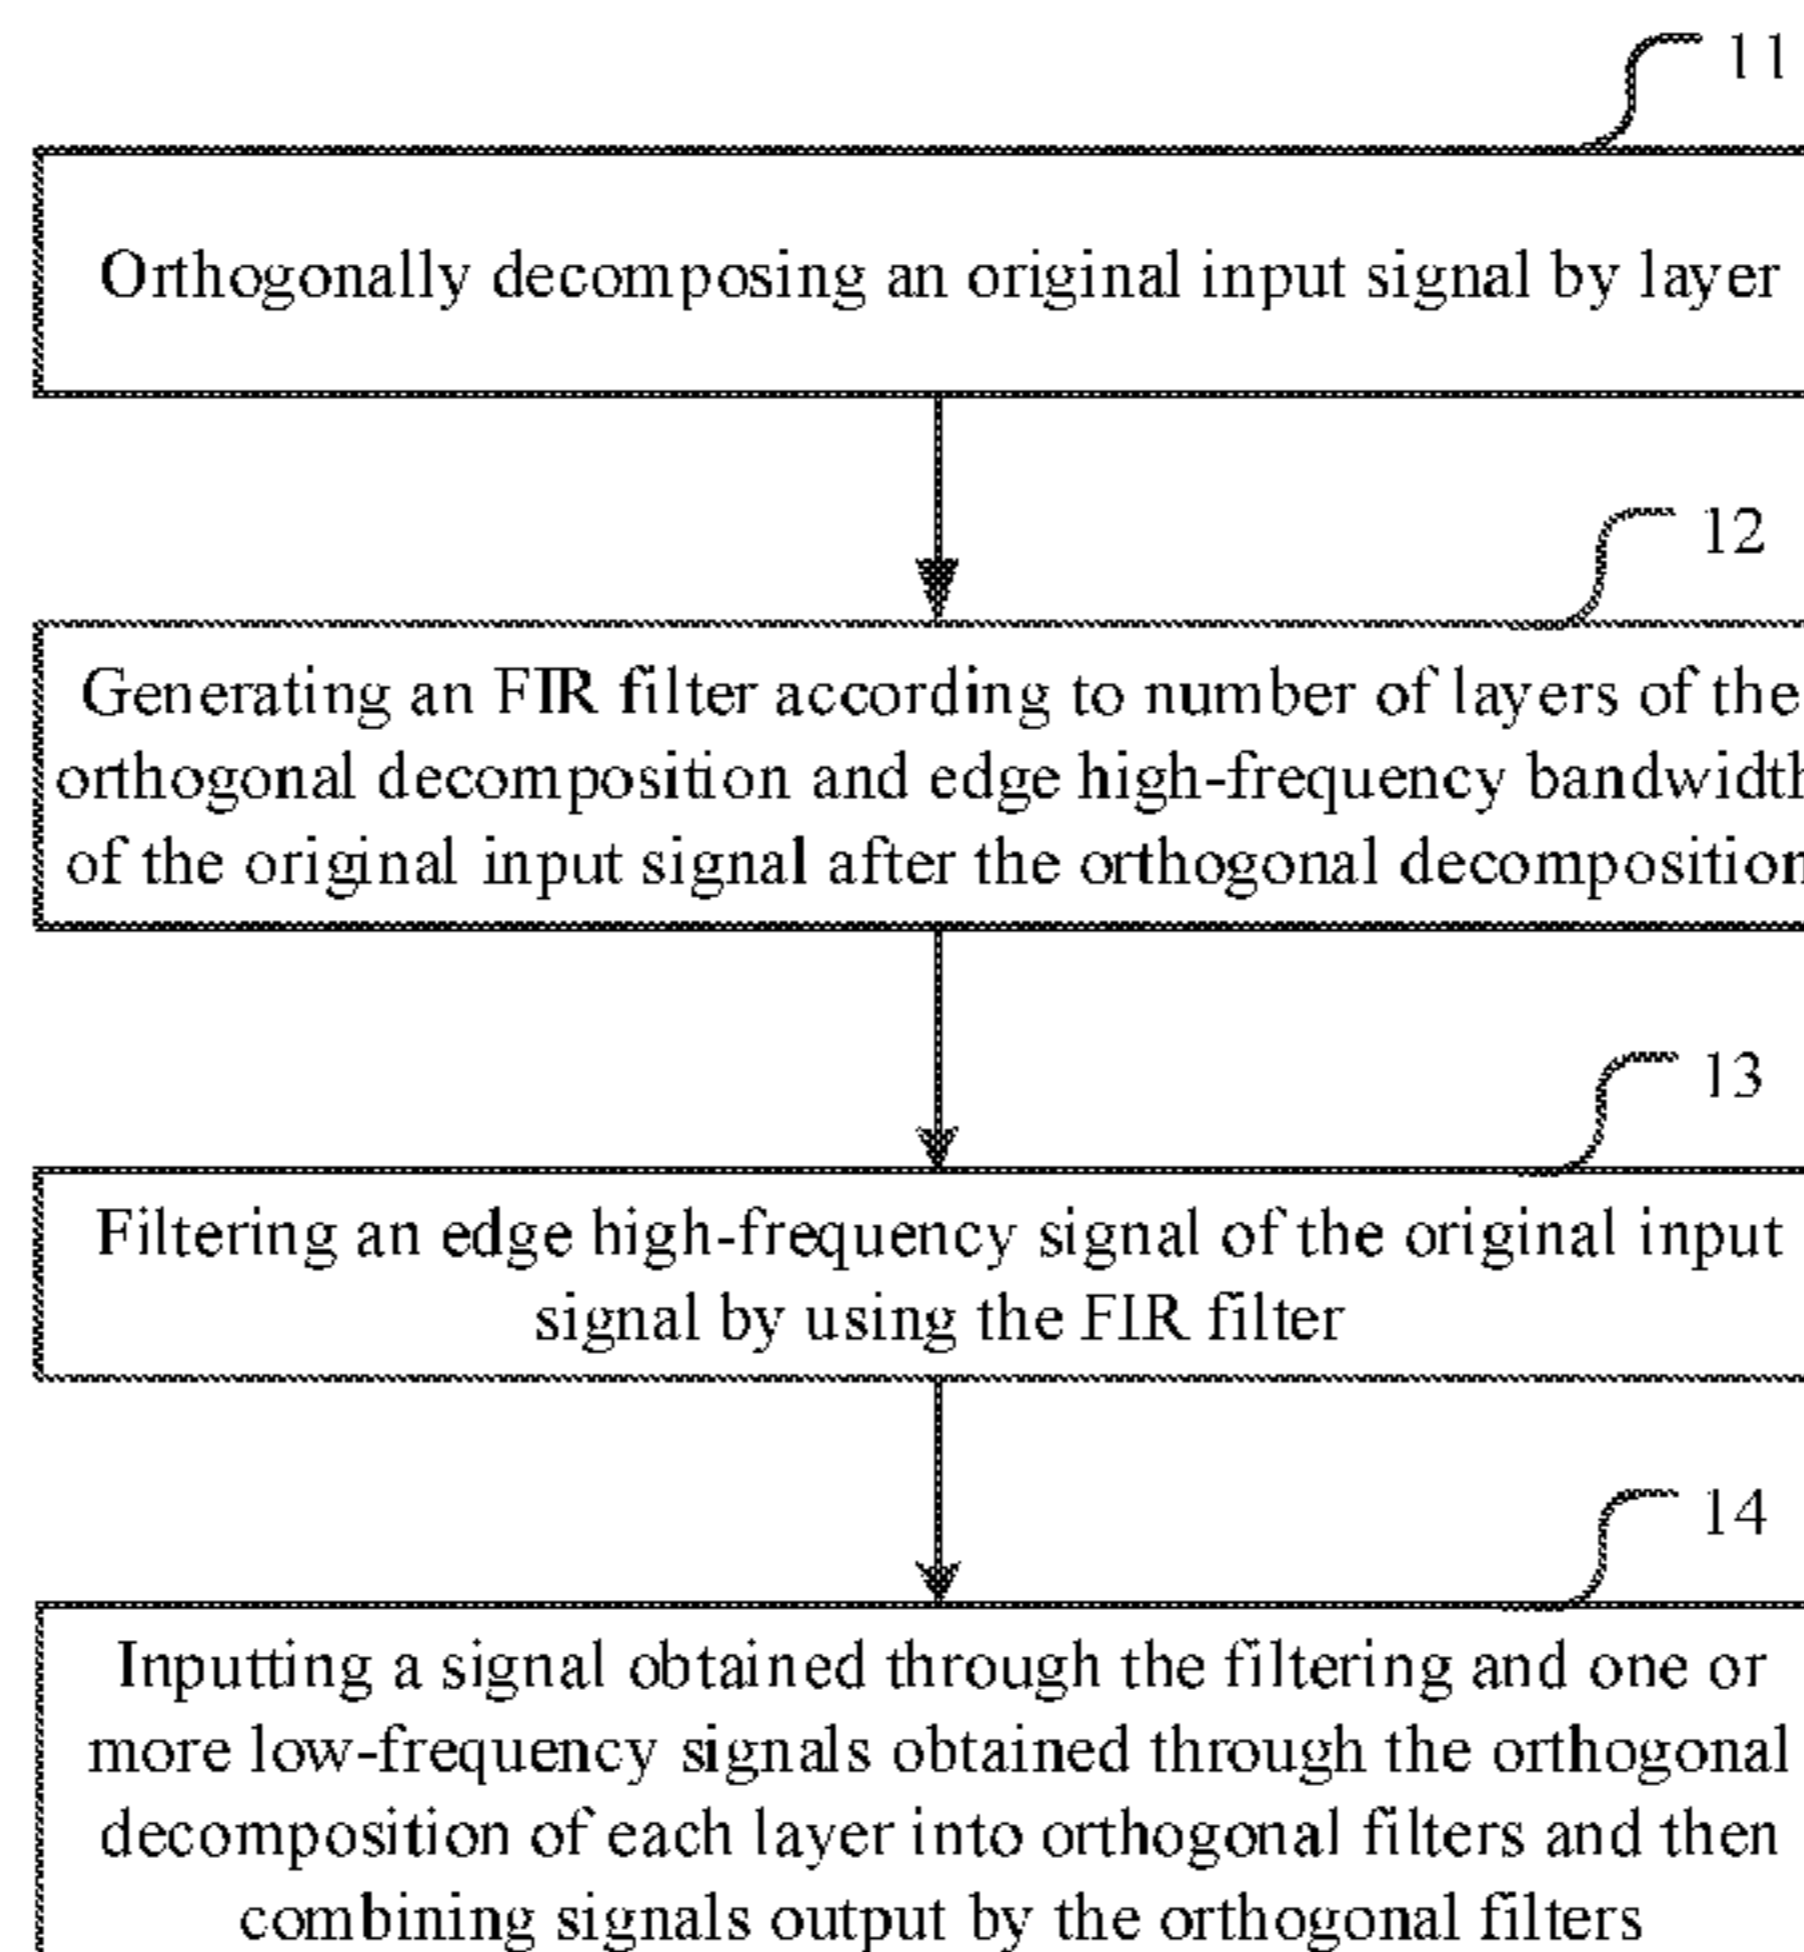 11
Orthogonally decomposing an original input signal by layer
12
Generating an FIR filter according to number of layers of the
orthogonal decomposition and edge high-frequency bandwidth
of the original input signal after the orthogonal decomposition
13
Filtering an edge high-frequency signal of the original input
signal by using the FIR filter
14
Inputting a signal obtained through the filtering and one or
more low-frequency signals obtained through the orthogonal
decomposition of each layer into orthogonal filters and then
combining signals output by the orthogonal filters